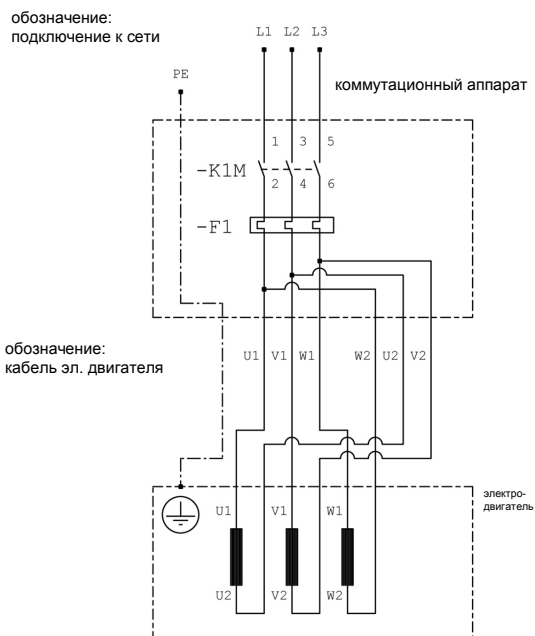 обозначение:
подключение к сети
L1 L2 L3
PE
коммутационный аппарат
1 3 5
-K1M
2 4 6
-F1
обозначение:
кабель эл. двигателя
U1 V1 W1 W2 U2 V2
электро-
двигатель
U1 V1 W1
U2 V2 W2